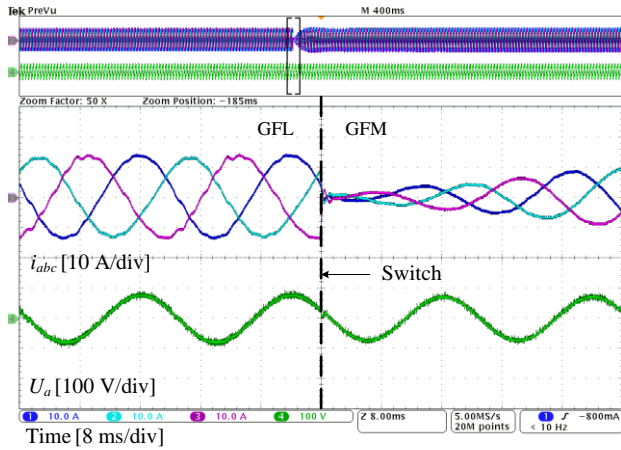 Tek PreVu M 400ms
Zoom Factor: 50 X Zoom Position: −185ms
GFL GFM
iabc [10 A/div]
Switch
Ua [100 V/div]
1 10.0 A 2 10.0 A 3 10.0 A 4 100 V Z 8.00ms 5.00MS/s 1 −800mA
20M points < 10 Hz
Time [8 ms/div]